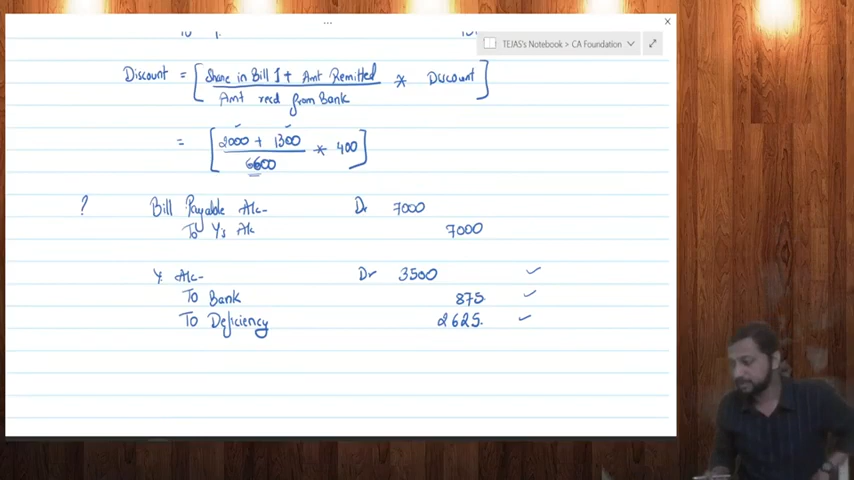 TEJAS's Notebook > CA Foundation
Discount = [ Share in Bill I + Amt Remitted * Discount ]
Amt recd from Bank
= [ 2000 + 1300 * 400 ]
6600
? Bill Payable A/c- Dr 7000
To Y's A/c 7000
Y A/c- Dr 3500 ✓
To Bank 875 ✓
To Deficiency 2625. ✓